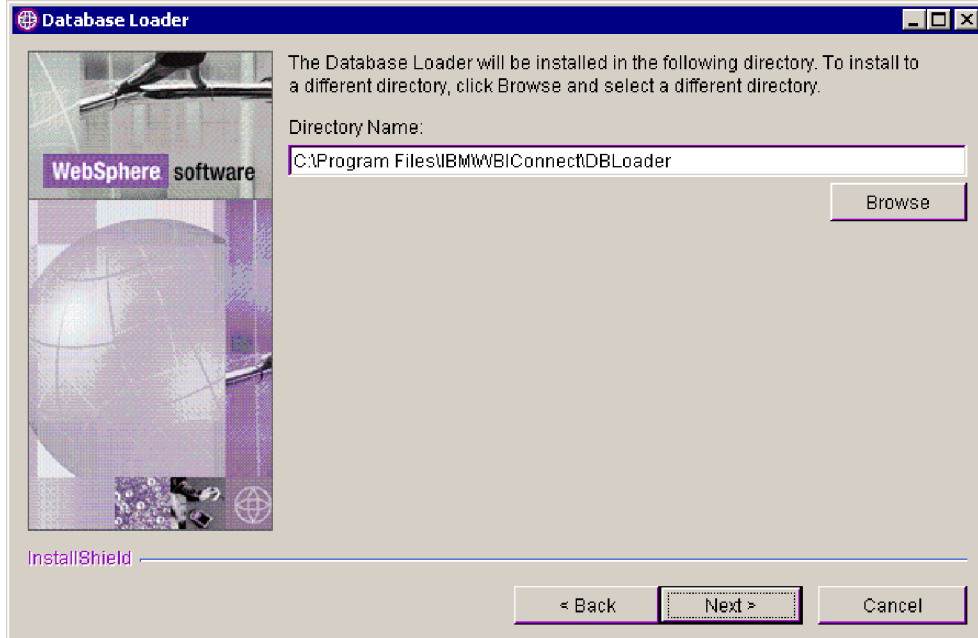 Database Loader
The Database Loader will be installed in the following directory. To install to
a different directory, click Browse and select a different directory.
Directory Name:
C:\Program Files\IBM\WBIConnect\DBLoader
Browse
WebSphere software
InstallShield
< Back
Next >
Cancel